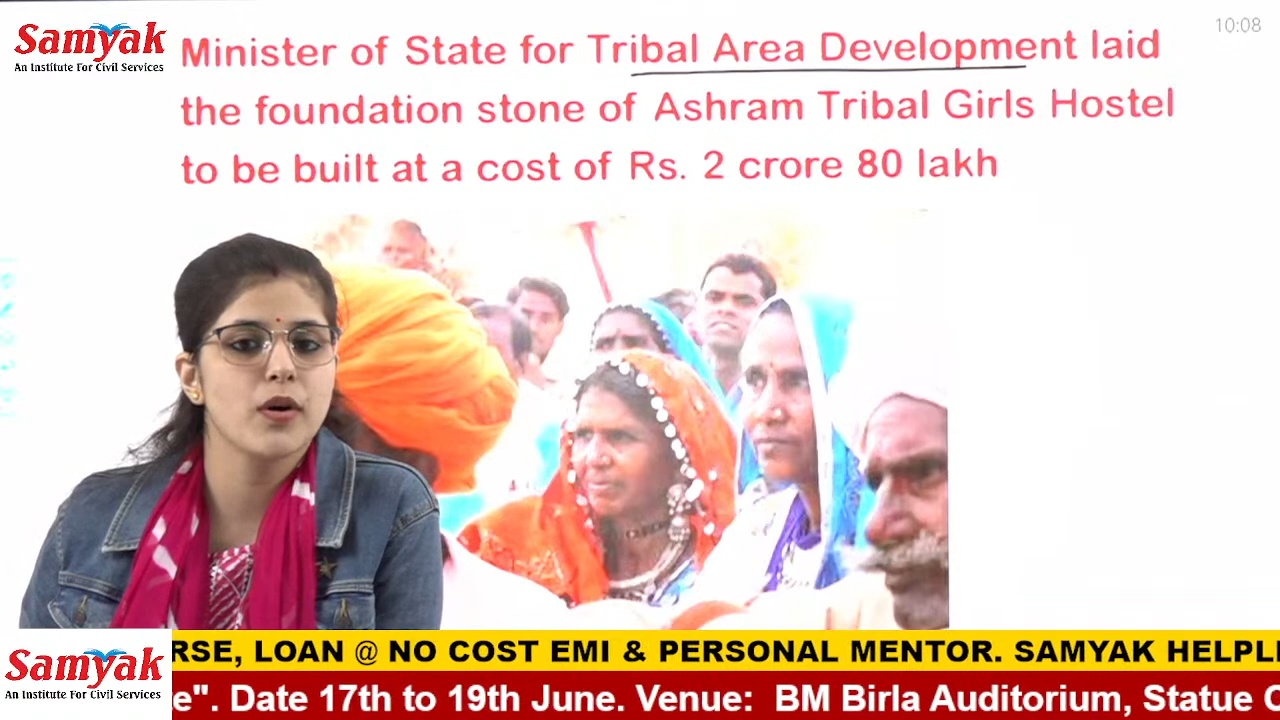 Samyak
An Institute For Civil Services
10:08
Minister of State for Tribal Area Development laid
the foundation stone of Ashram Tribal Girls Hostel
to be built at a cost of Rs. 2 crore 80 lakh
Samyak
An Institute For Civil Services
RSE, LOAN @ NO COST EMI & PERSONAL MENTOR. SAMYAK HELPLI
e". Date 17th to 19th June. Venue: BM Birla Auditorium, Statue C